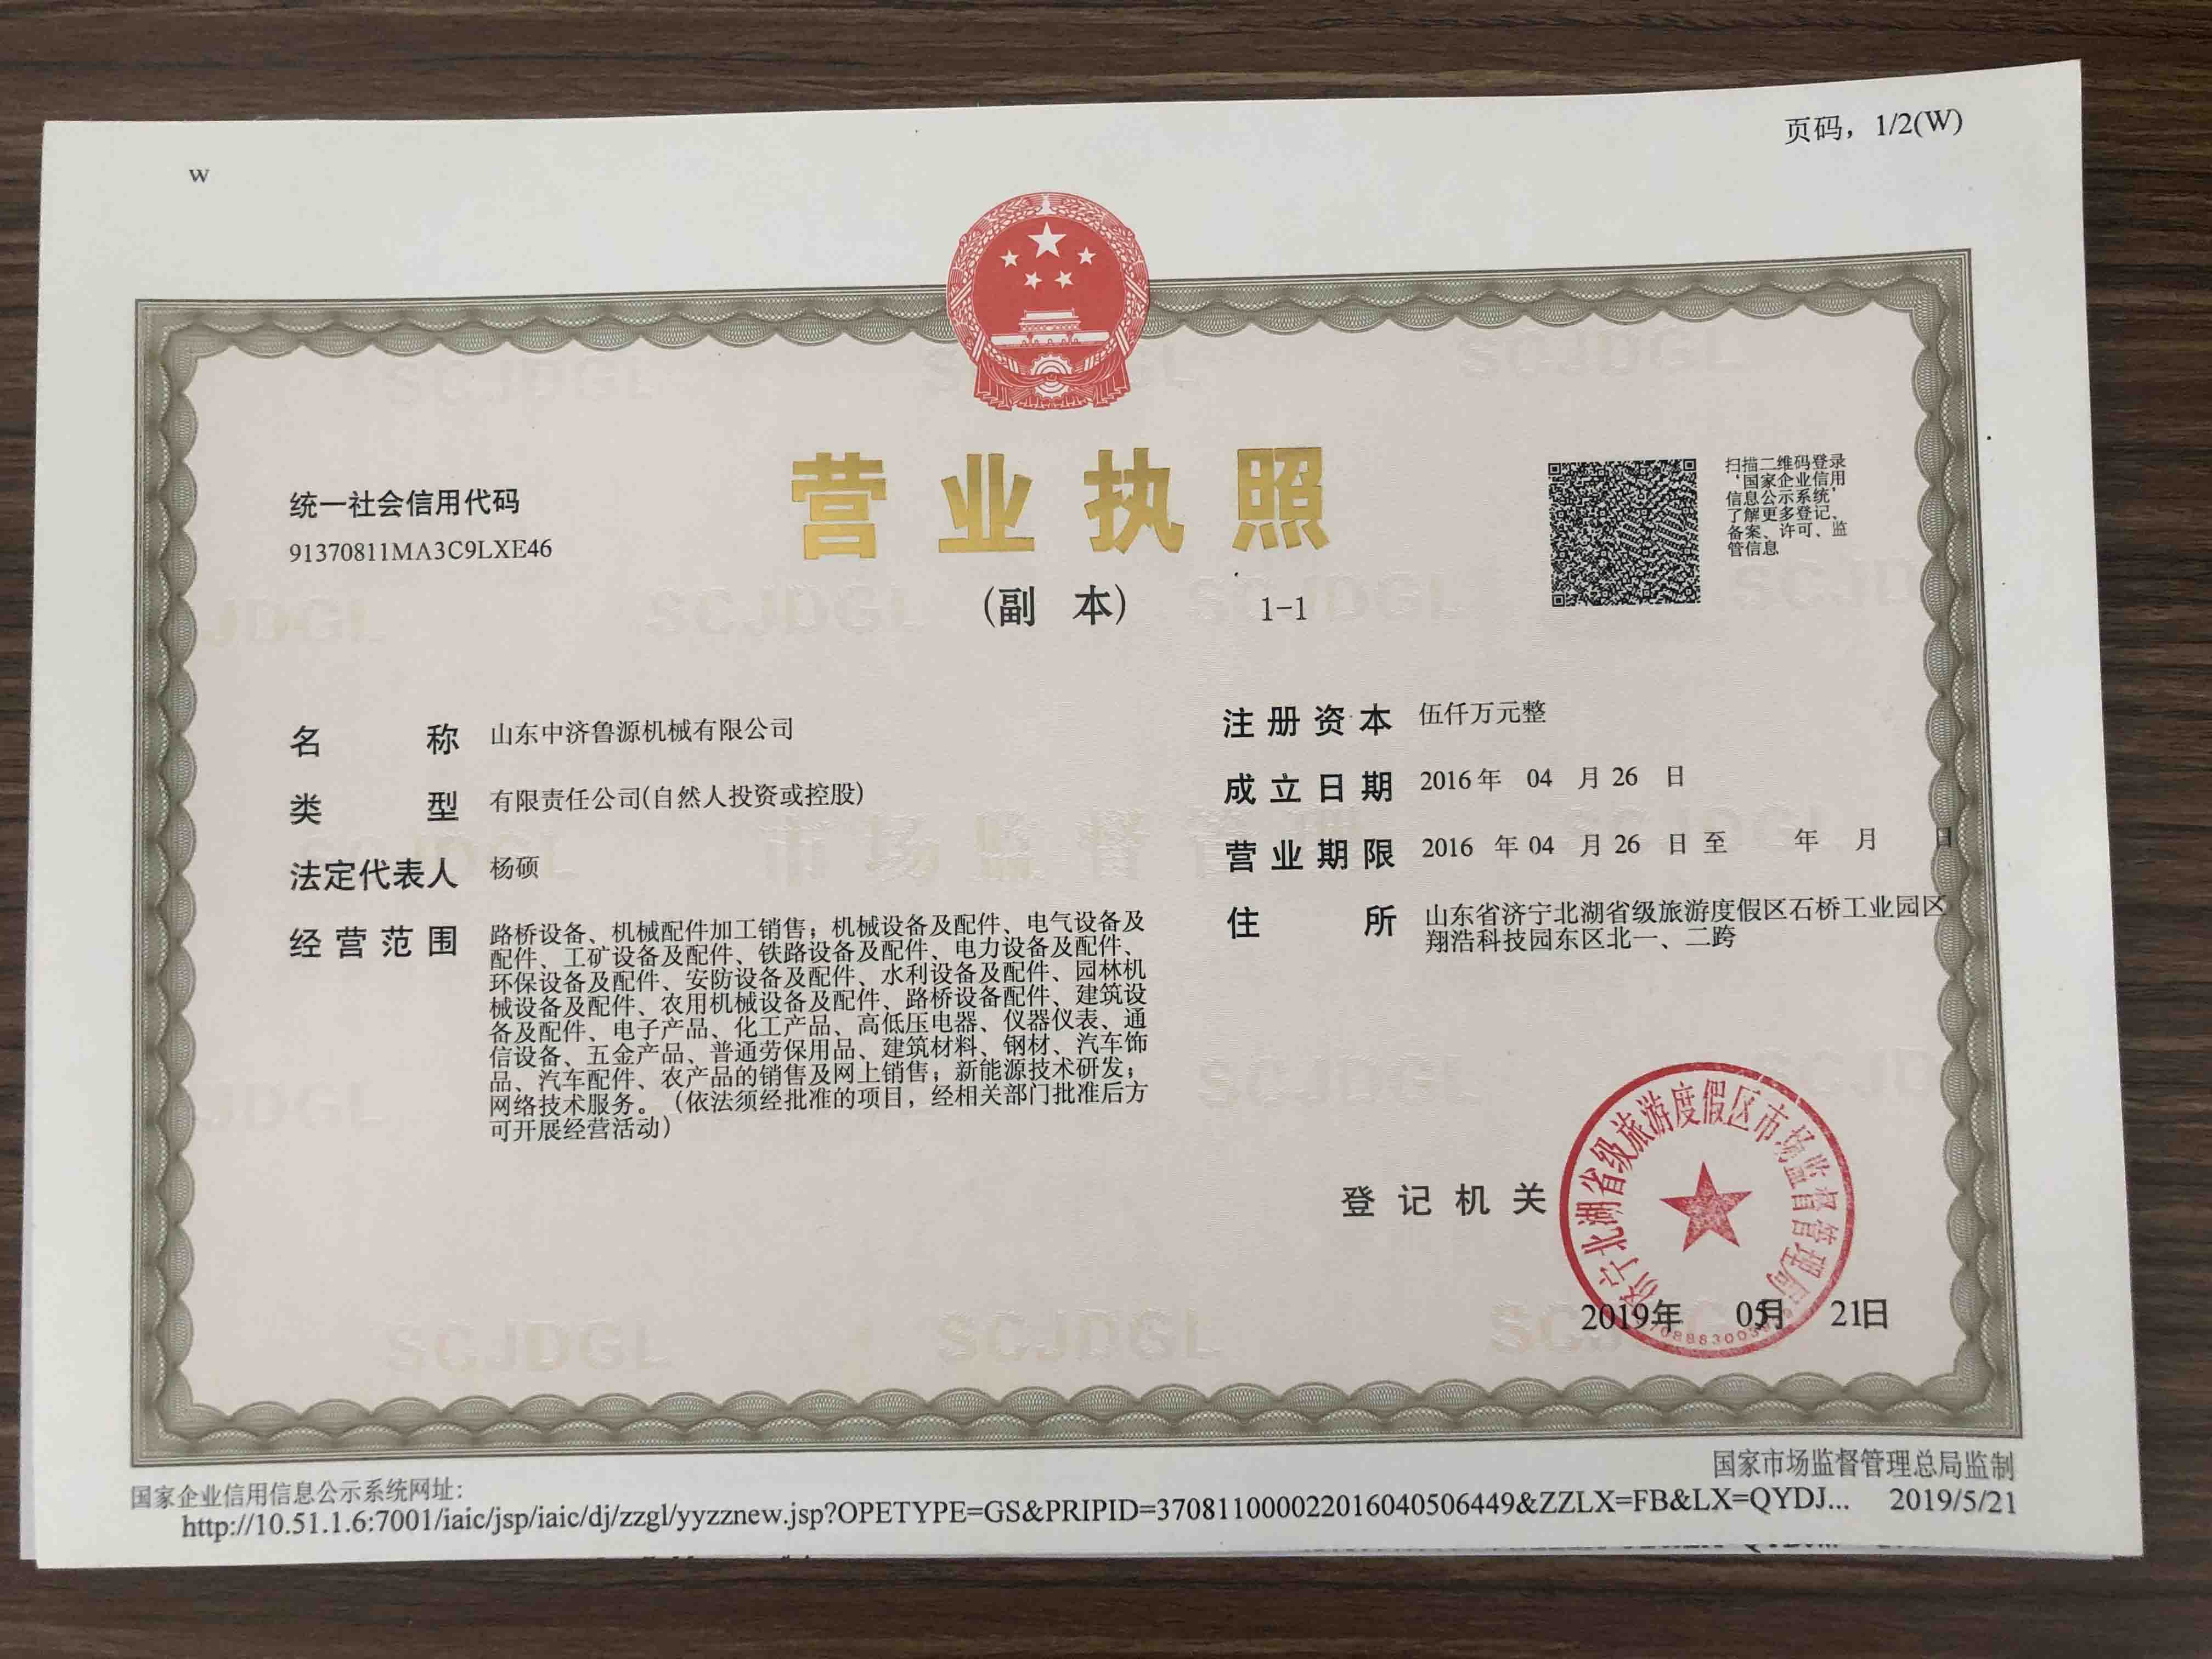 页码，1/2(W)
w
营业执照
(副 本) 1-1
统一社会信用代码
91370811MA3C9LXE46
扫描二维码登录
'国家企业信用
信息公示系统'
了解更多登记、
备案、许可、监
管信息
名 称 山东中济鲁源机械有限公司
类 型 有限责任公司(自然人投资或控股)
法定代表人 杨硕
经营范围 路桥设备、机械配件加工销售；机械设备及配件、电气设备及
配件、工矿设备及配件、铁路设备及配件、电力设备及配件、
环保设备及配件、安防设备及配件、水利设备及配件、园林机
械设备及配件、农用机械设备及配件、路桥设备配件、建筑设
备及配件、电子产品、化工产品、高低压电器、仪器仪表、通
信设备、五金产品、普通劳保用品、建筑材料、钢材、汽车饰
品、汽车配件、农产品的销售及网上销售；新能源技术研发；
网络技术服务。（依法须经批准的项目，经相关部门批准后方
可开展经营活动）
注册资本 伍仟万元整
成立日期 2016年 04 月 26 日
营业期限 2016 年 04 月 26 日 至 年 月 日
住 所 山东省济宁北湖省级旅游度假区石桥工业园区
翔浩科技园东区北一、二跨
登记机关
济宁北湖省级旅游度假区市场监督管理局
2019年 05月 21日
国家企业信用信息公示系统网址：
国家市场监督管理总局监制
http://10.51.1.6:7001/iaic/jsp/iaic/dj/zzgl/yyzznew.jsp?OPETYPE=GS&PRIPID=370811000022016040506449&ZZLX=FB&LX=QYDJ... 2019/5/21
SCJDGL
市场监督管理